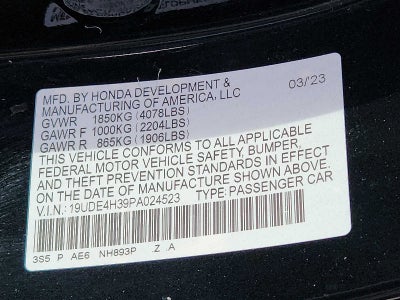 MFD. BY HONDA DEVELOPMENT &
MANUFACTURING OF AMERICA, LLC 03/'23
GVWR 1850KG (4078LBS)
GAWR F 1000KG (2204LBS)
GAWR R 865KG (1906LBS)
THIS VEHICLE CONFORMS TO ALL APPLICABLE
FEDERAL MOTOR VEHICLE SAFETY BUMPER,
AND THEFT PREVENTION STANDARDS IN EFFECT
ON THE DATE OF MANUFACTURE SHOWN ABOVE.
V.I.N.: 19UDE4H39PA024523 TYPE: PASSENGER CAR
3S5 P AE6 NH893P .Z .A